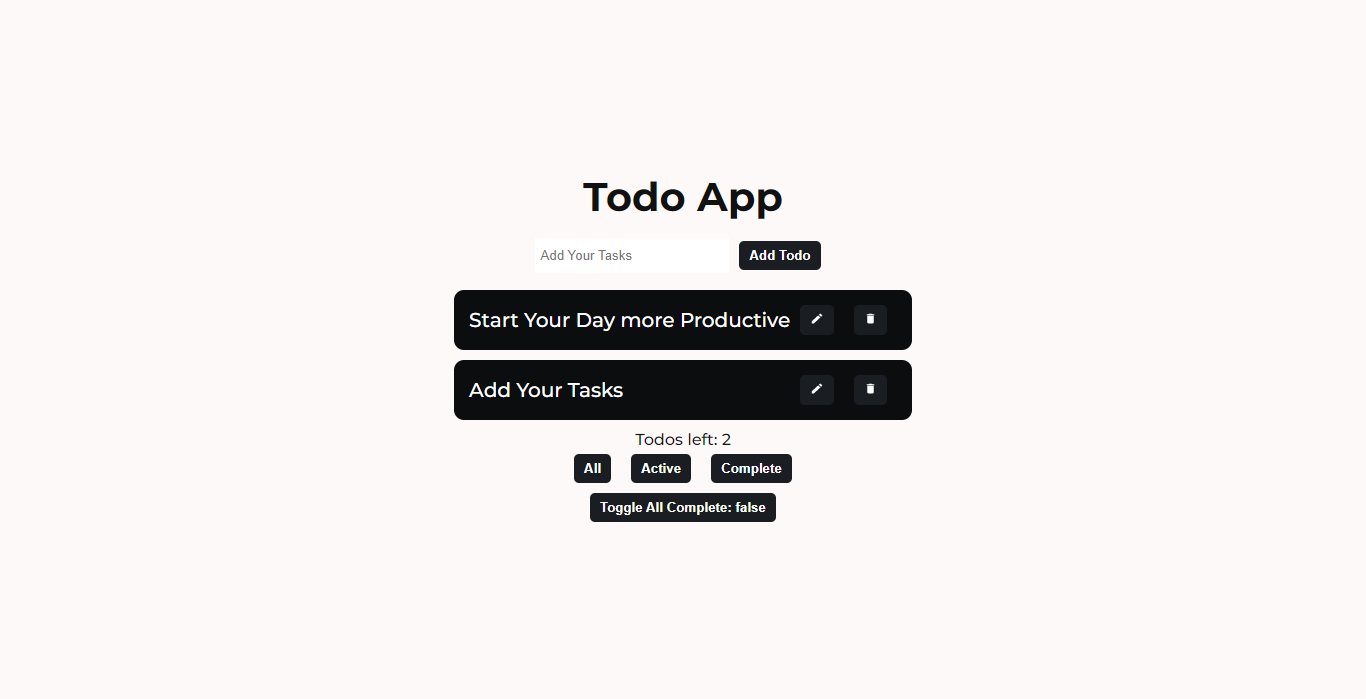 Todo App
Add Your Tasks
Add Todo
Start Your Day more Productive
Add Your Tasks
Todos left: 2
All Active Complete
Toggle All Complete: false